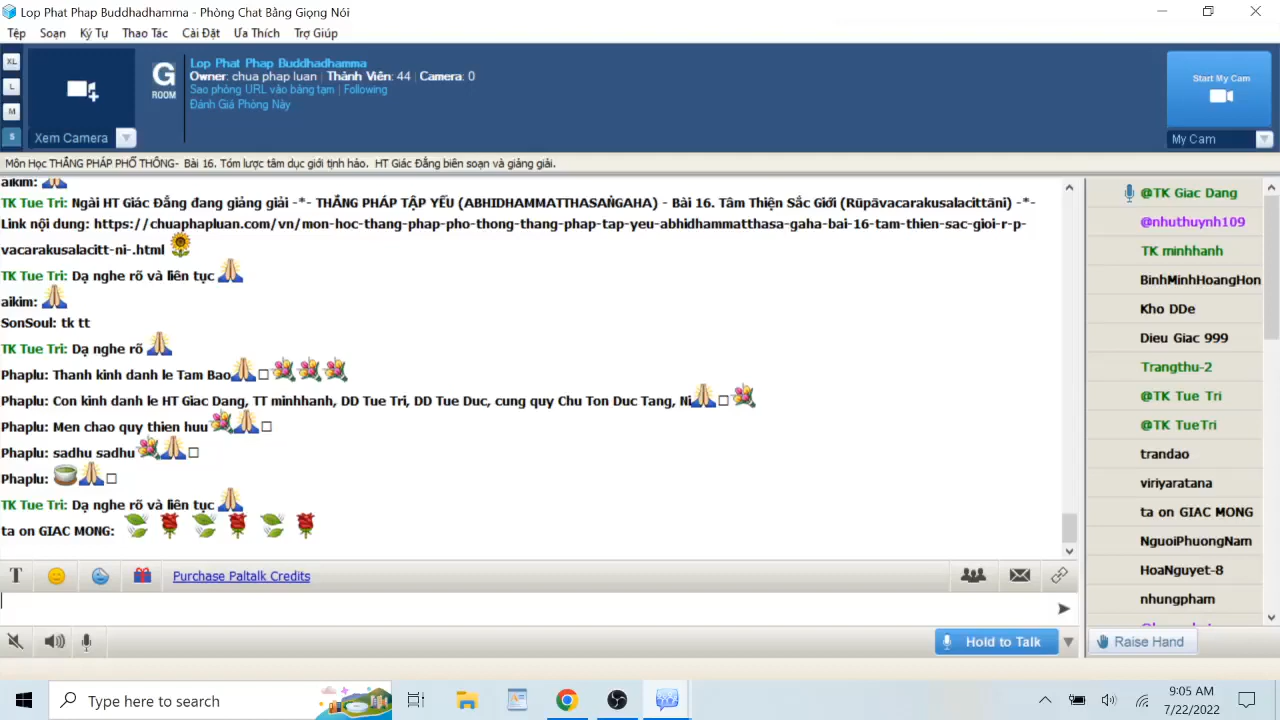 Lop Phat Phap Buddhadhamma - Phòng Chat Bằng Giọng Nói
Tệp Soạn Ký Tự Thao Tác Cài Đặt Ưa Thích Trợ Giúp
XL
L
M
S
Xem Camera
G
ROOM
Lop Phat Phap Buddhadhamma
Owner: chua phap luan | Thành Viên: 44 | Camera: 0
Sao phòng URL vào bảng tạm | Following
Đánh Giá Phòng Này
Start My Cam
My Cam
Môn Học THẮNG PHÁP PHỔ THÔNG- Bài 16. Tóm lược tâm dục giới tịnh hảo. HT Giác Đẳng biên soạn và giảng giải.
aikim:
TK Tue Tri: Ngài HT Giác Đẳng đang giảng giải -*- THẮNG PHÁP TẬP YẾU (ABHIDHAMMATTHASAṄGAHA) - Bài 16. Tâm Thiện Sắc Giới (Rūpāvacarakusalacittāni) -*-
Link nội dung: https://chuaphapluan.com/vn/mon-hoc-thang-phap-pho-thong-thang-phap-tap-yeu-abhidhammatthasa-gaha-bai-16-tam-thien-sac-gioi-r-p-
vacarakusalacitt-ni-.html
TK Tue Tri: Dạ nghe rõ và liên tục
aikim:
SonSoul: tk tt
TK Tue Tri: Dạ nghe rõ
Phaplu: Thanh kinh danh le Tam Bao
Phaplu: Con kinh danh le HT Giac Dang, TT minhhanh, DD Tue Tri, DD Tue Duc, cung quy Chu Ton Duc Tang, Ni
Phaplu: Men chao quy thien huu
Phaplu: sadhu sadhu
Phaplu:
TK Tue Tri: Dạ nghe rõ và liên tục
ta on GIAC MONG:
@TK Giac Dang
@nhuthuynh109
TK minhhanh
BinhMinhHoangHon
Kho DDe
Dieu Giac 999
Trangthu-2
@TK Tue Tri
@TK TueTri
trandao
viriyaratana
ta on GIAC MONG
NguoiPhuongNam
HoaNguyet-8
nhungpham
T
Purchase Paltalk Credits
Hold to Talk
Raise Hand
Type here to search
9:05 AM
7/22/2022